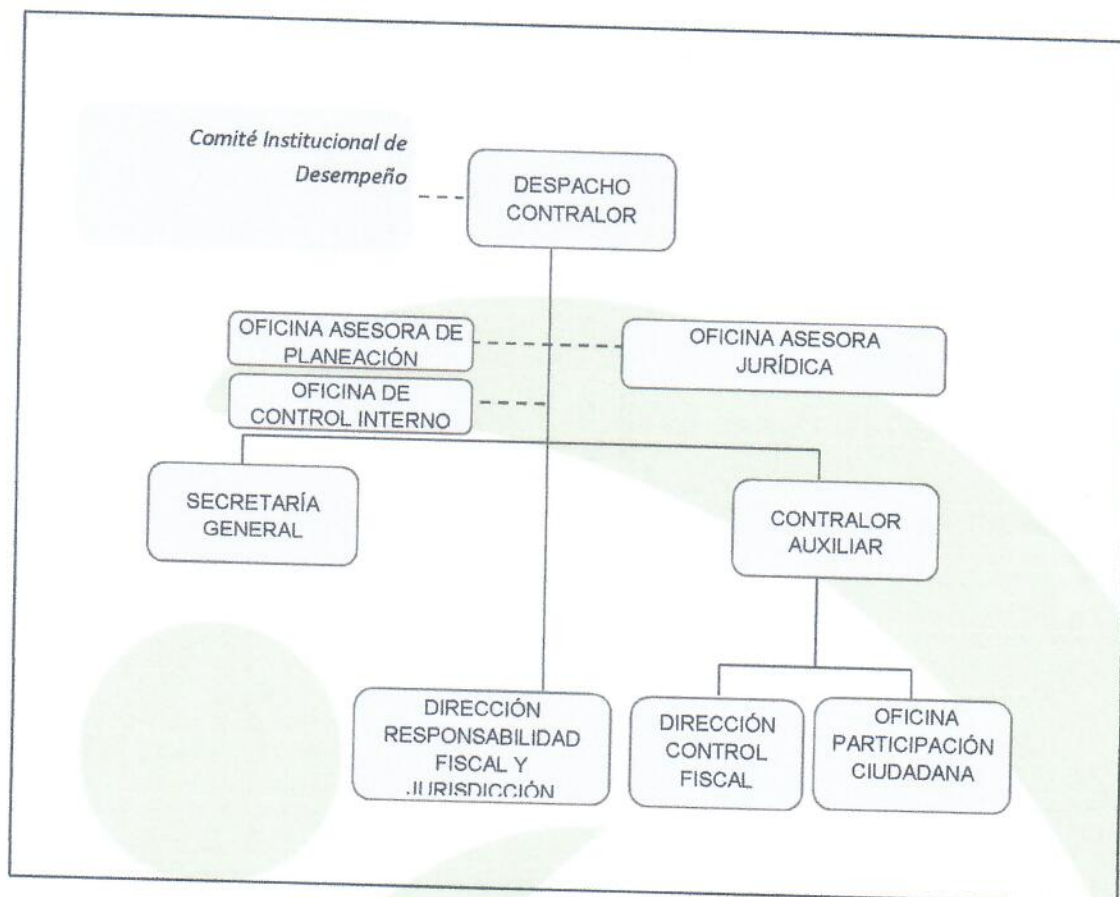 Comité Institucional de
Desempeño
DESPACHO
CONTRALOR
OFICINA ASESORA DE
PLANEACIÓN
OFICINA ASESORA
JURÍDICA
OFICINA DE
CONTROL INTERNO
SECRETARÍA
GENERAL
CONTRALOR
AUXILIAR
DIRECCIÓN
RESPONSABILIDAD
FISCAL Y
JURISDICCIÓN
DIRECCIÓN
CONTROL
FISCAL
OFICINA
PARTICIPACIÓN
CIUDADANA